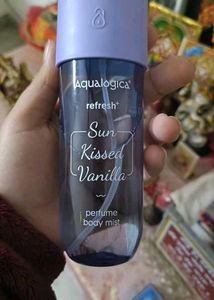 Aqualogica®
refresh+
Sun
Kissed
Vanilla
perfume
body mist